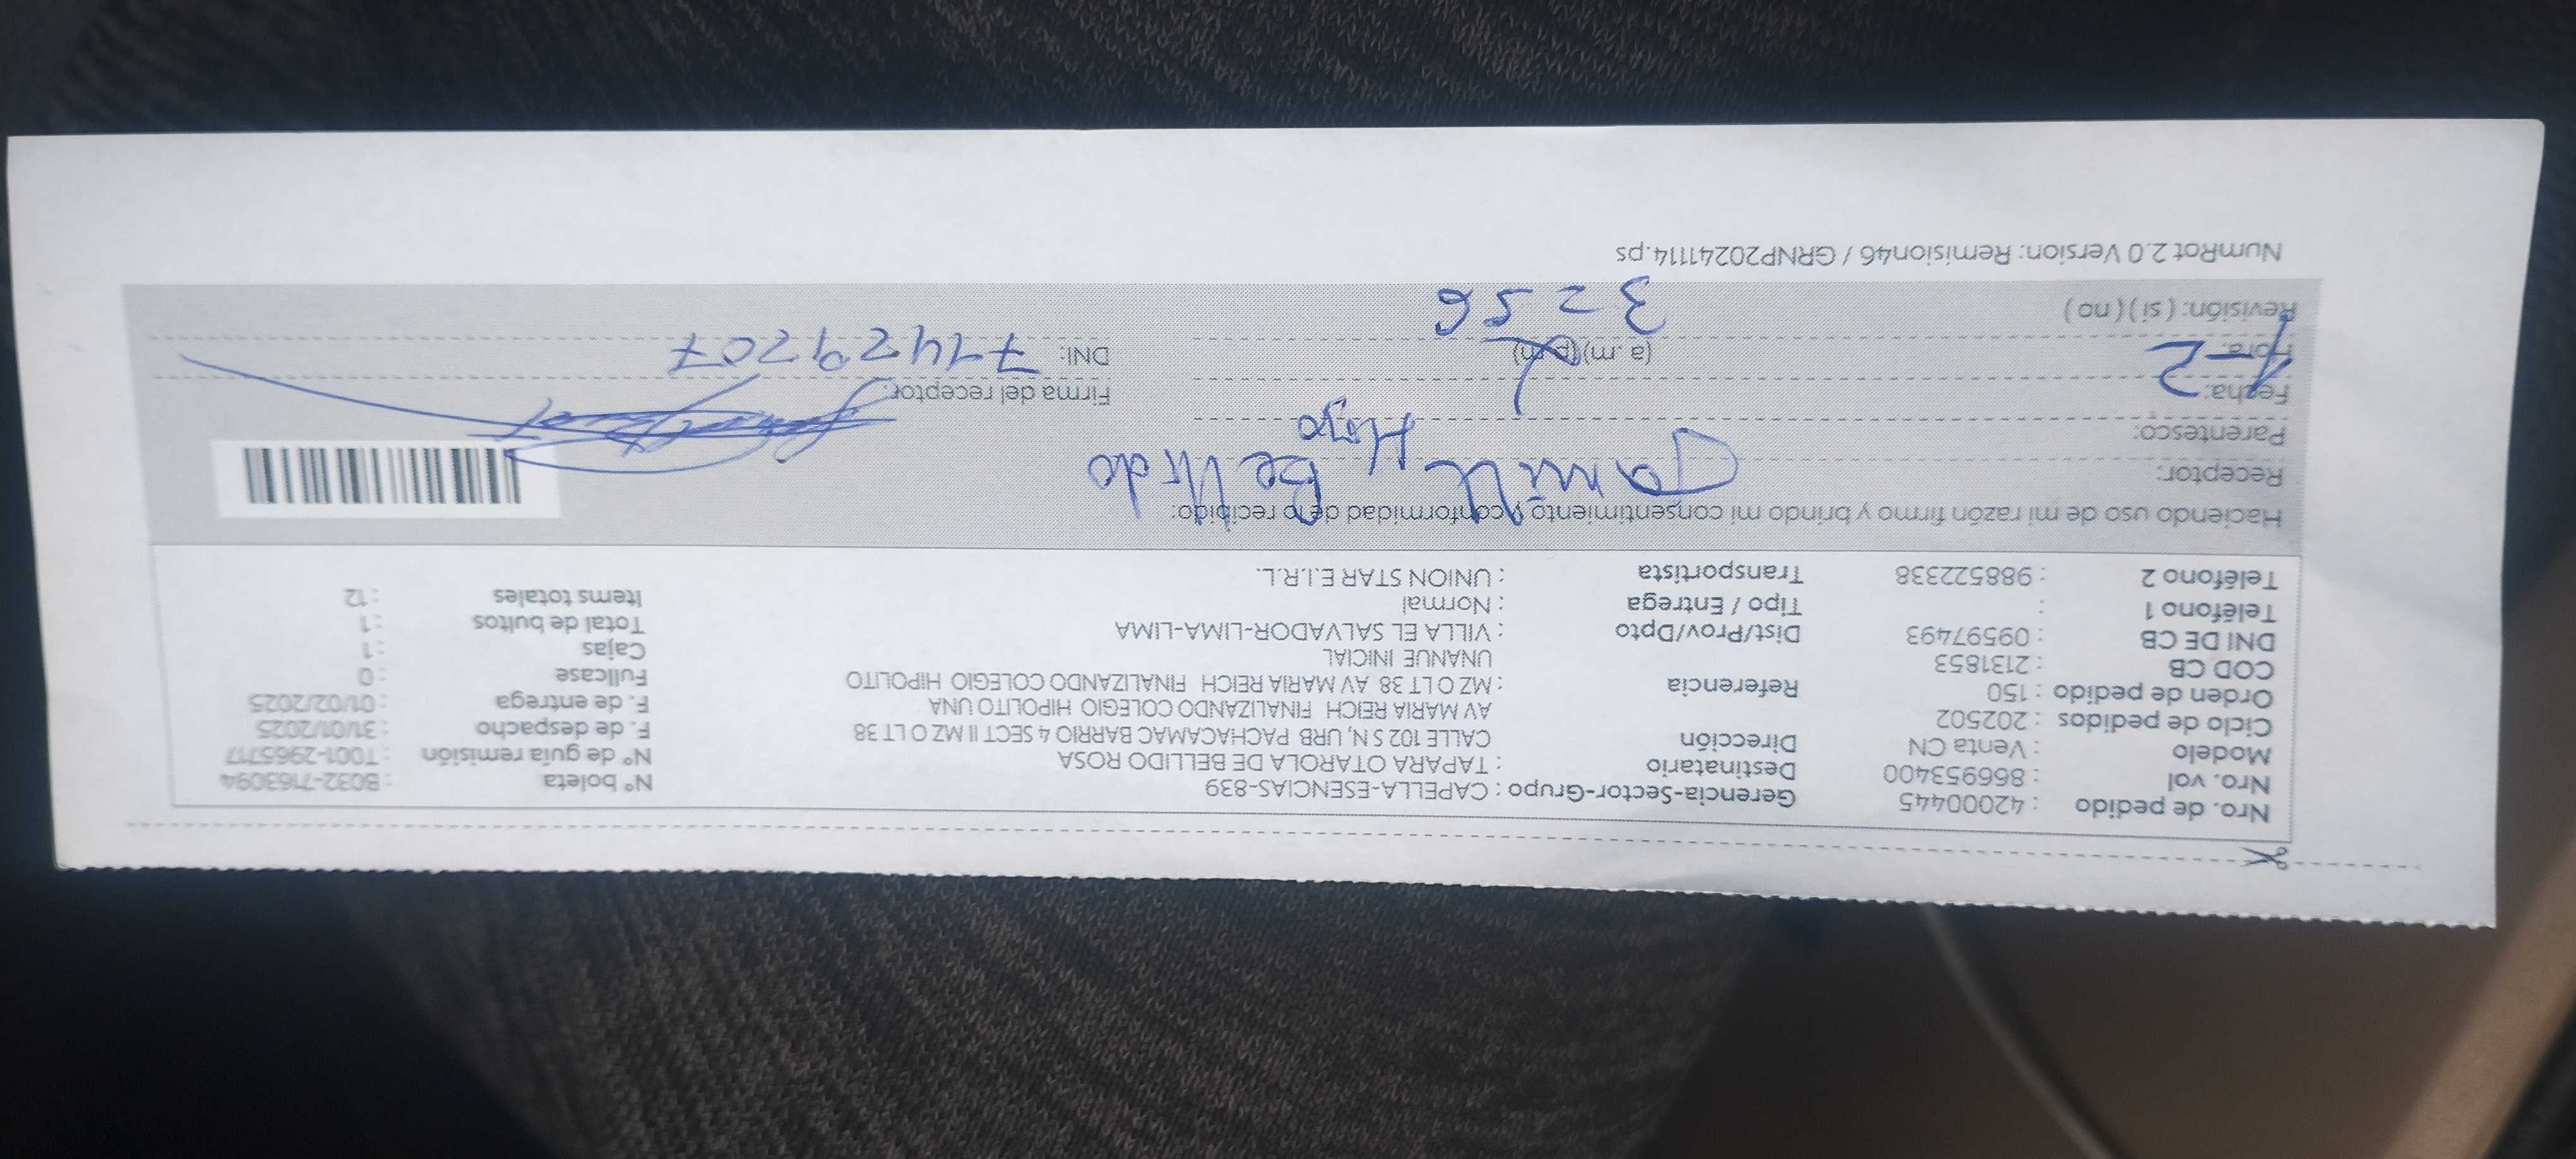 Nro. de pedido : 42000445 Gerencia-Sector-Grupo : CAPELLA-ESENCIAS-839 N° boleta : B032-7163094
Nro. vol : 866953400 Destinatario : TAPARA OTAROLA DE BELLIDO ROSA N° de guía remisión : T001-2965717
Modelo : Venta CN Dirección CALLE 102 S N, URB PACHACAMAC BARRIO 4 SECT II MZ O LT 38 F. de despacho : 31/01/2025
Ciclo de pedidos : 202502 AV MARIA REICH FINALIZANDO COLEGIO HIPOLITO UNA F. de entrega : 01/02/2025
Orden de pedido : 150 Referencia : MZ O LT 38 AV MARIA REICH FINALIZANDO COLEGIO HIPOLITO Fullcase : 0
COD CB : 2131853 UNANUE INICIAL Cajas : 1
DNI DE CB : 09597493 Dist/Prov/Dpto : VILLA EL SALVADOR-LIMA-LIMA Total de bultos : 1
Teléfono 1 : Tipo / Entrega : Normal Items totales : 12
Teléfono 2 : 988522338 Transportista : UNION STAR E.I.R.L.
Haciendo uso de mi razón firmo y brindo mi consentimiento y conformidad de lo recibido:
Receptor: Bellido
Parentesco:
Fecha: 1-2 Firma del receptor:
Hora: (a.m) (p.m) DNI: 71429207
Revisión: ( si ) ( no ) 3 = 56
NumRot 2.0 Version: Remision46 / GRNP20241114.ps